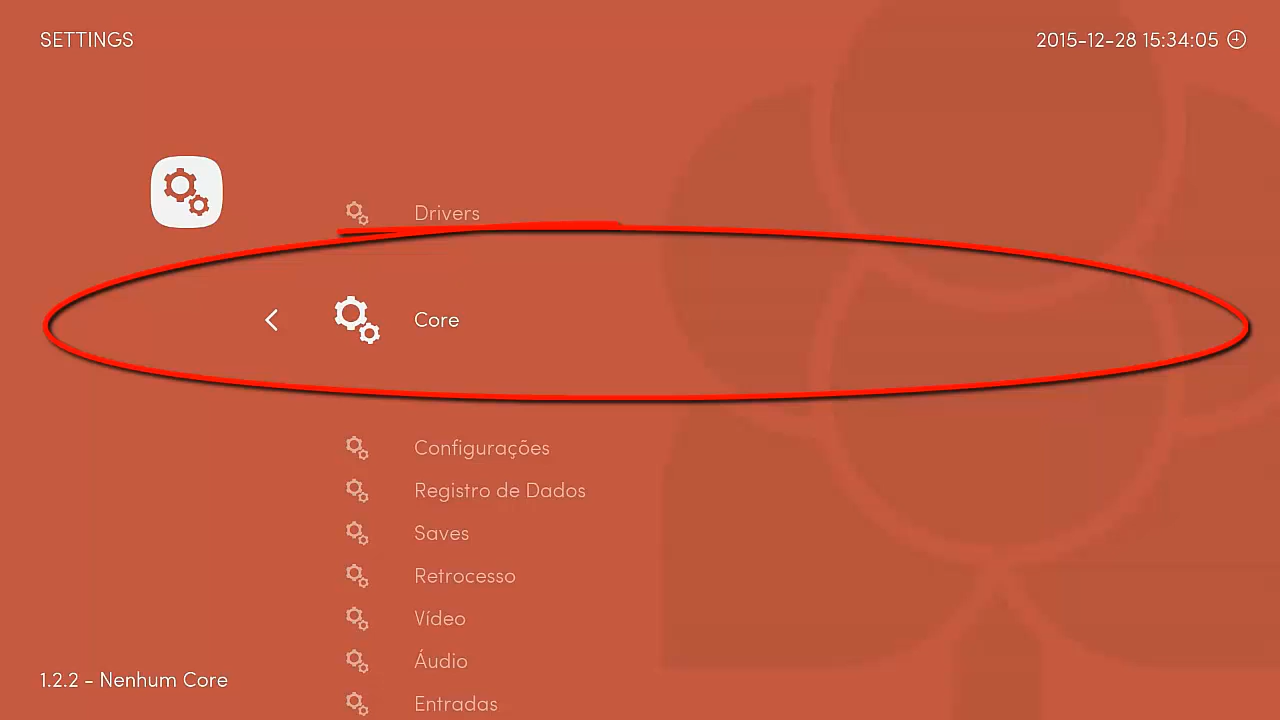 SETTINGS
2015-12-28 15:34:05
Drivers
Core
Configurações
Registro de Dados
Saves
Retrocesso
Vídeo
Áudio
Entradas
1.2.2 - Nenhum Core